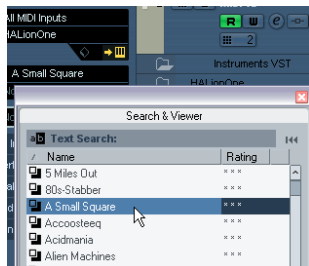 All MIDI Inputs
HALionOne
R W e
2
A Small Square
Instruments VST
HALionOne
Search & Viewer
Text Search:
/ Name Rating
5 Miles Out
80s-Stabber
A Small Square
Accoosteeq
Acidmania
Alien Machines